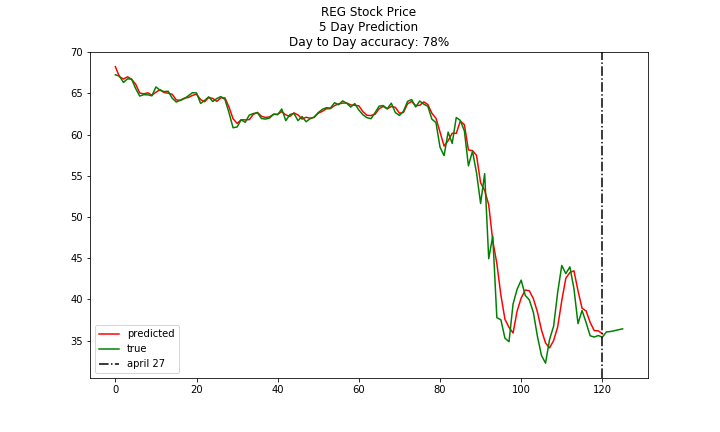 REG Stock Price
5 Day Prediction
Day to Day accuracy: 78%
70
65
60
55
50
45
40
35
predicted
true
april 27
0
20
40
60
80
100
120